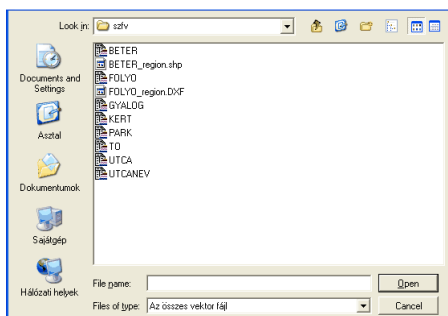 Look in: szfv
BETER
BETER_region.shp
FOLYO
FOLYO_region.DXF
GYALOG
KERT
PARK
TO
UTCA
UTCANEV
Documents and Settings
Asztal
Dokumentumok
Sajátgép
Hálózati helyek
File name:
Open
Files of type: Az összes vektor fájl
Cancel